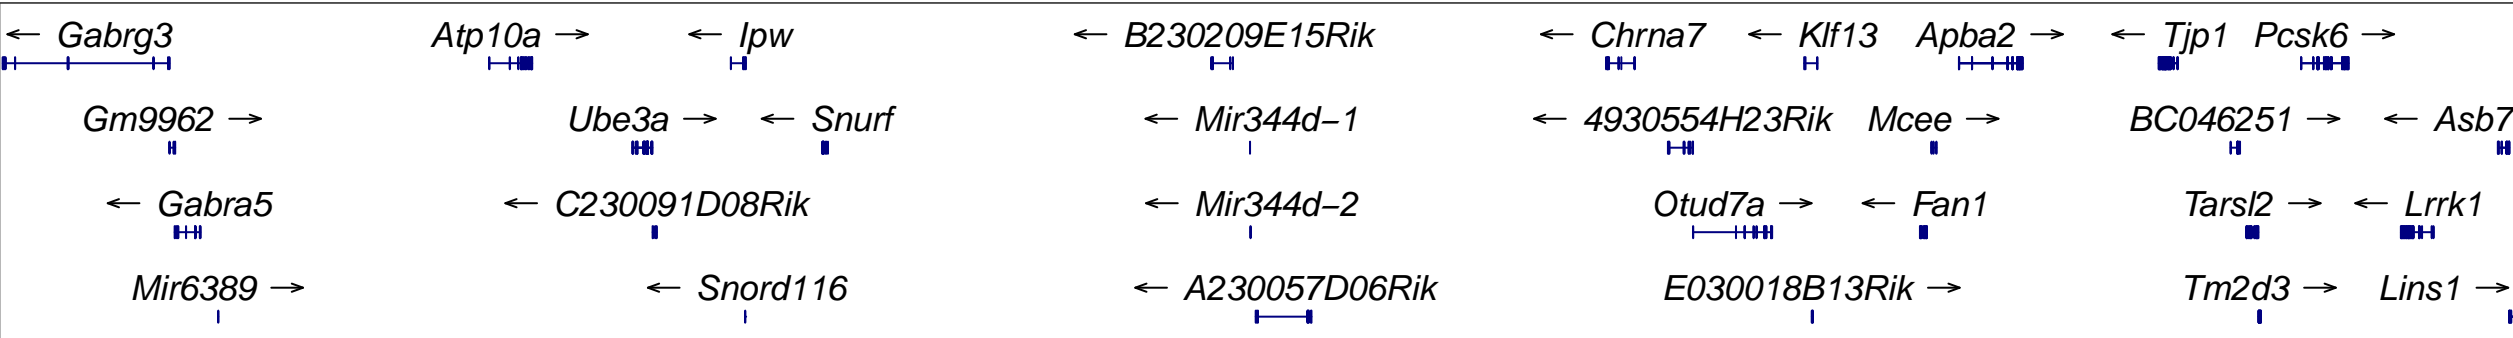 ← Gabrg3 Atp10a → ← Ipw ← B230209E15Rik ← Chrna7 ← Klf13 Apba2 → ← Tjp1 Pcsk6 →
Gm9962 → Ube3a → ← Snurf ← Mir344d−1 ← 4930554H23Rik Mcee → BC046251 → ← Asb7
← Gabra5 ← C230091D08Rik ← Mir344d−2 Otud7a → ← Fan1 Tarsl2 → ← Lrrk1
Mir6389 → ← Snord116 ← A230057D06Rik E030018B13Rik → Tm2d3 → Lins1 →